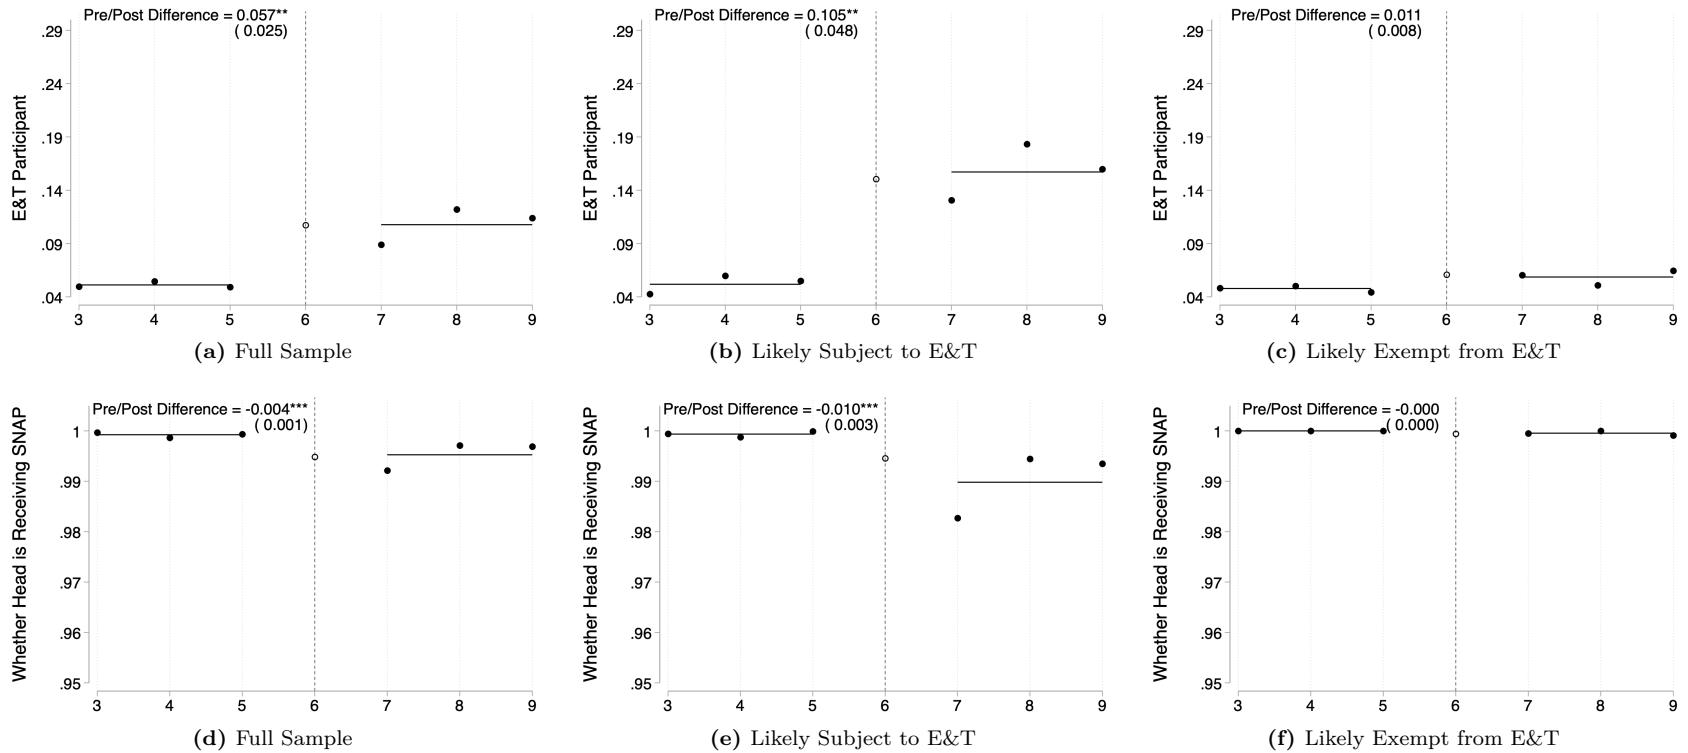 Pre/Post Difference = 0.057**
( 0.025)
.29
.24
.19
.14
.09
.04
E&T Participant
3 4 5 6 7 8 9
(a) Full Sample
Pre/Post Difference = 0.105**
( 0.048)
.29
.24
.19
.14
.09
.04
E&T Participant
3 4 5 6 7 8 9
(b) Likely Subject to E&T
Pre/Post Difference = 0.011
( 0.008)
.29
.24
.19
.14
.09
.04
E&T Participant
3 4 5 6 7 8 9
(c) Likely Exempt from E&T
Pre/Post Difference = -0.004***
( 0.001)
1
.99
.98
.97
.96
.95
Whether Head is Receiving SNAP
3 4 5 6 7 8 9
(d) Full Sample
Pre/Post Difference = -0.010***
( 0.003)
1
.99
.98
.97
.96
.95
Whether Head is Receiving SNAP
3 4 5 6 7 8 9
(e) Likely Subject to E&T
Pre/Post Difference = -0.000
( 0.000)
1
.99
.98
.97
.96
.95
Whether Head is Receiving SNAP
3 4 5 6 7 8 9
(f) Likely Exempt from E&T